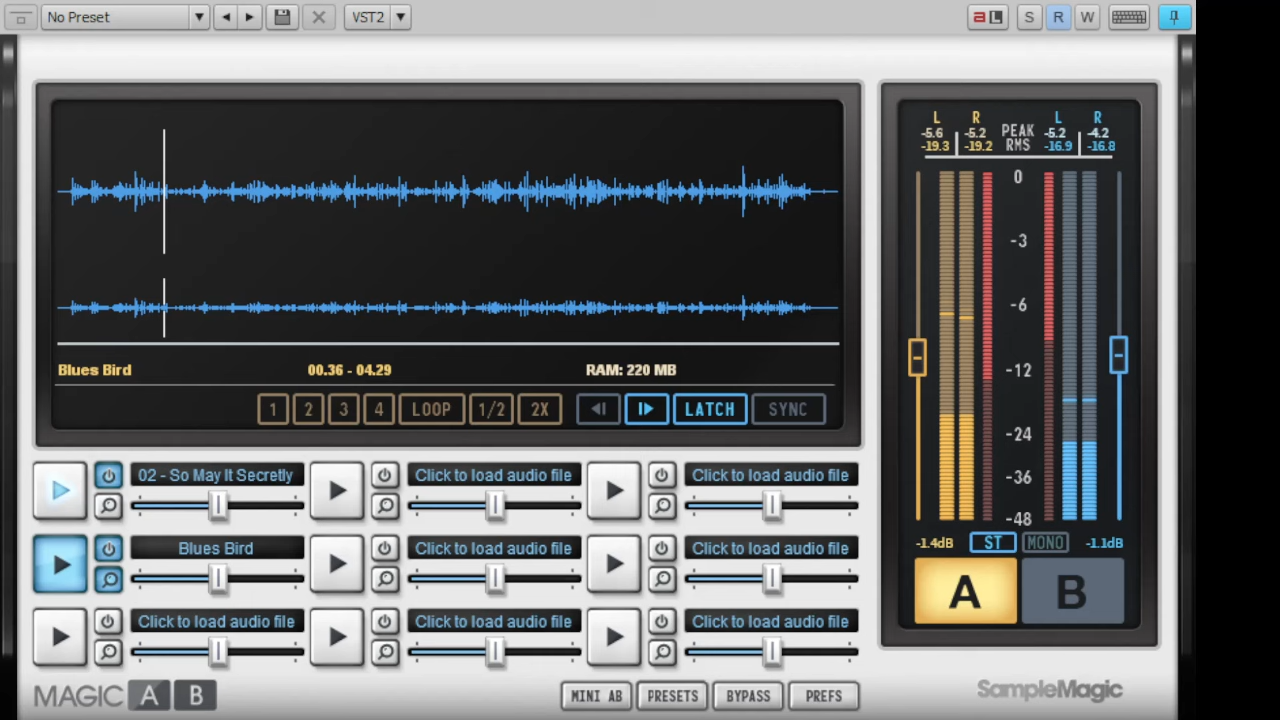 No Preset VST2 a L S R W
L R L R
-5.6 -5.2 PEAK -5.2 -4.2
-19.3 -19.2 RMS -16.9 -16.8
0
-3
-6
-12
-24
-36
-48
Blues Bird 00.36 - 04.29 RAM: 220 MB
1 2 3 4 LOOP 1/2 2X LATCH SYNC
02 - So May It Secretly Click to load audio file Click to load audio file
Blues Bird Click to load audio file Click to load audio file
Click to load audio file Click to load audio file Click to load audio file
-1.4dB ST MONO -1.1dB
A B
MAGIC A B MINI AB PRESETS BYPASS PREFS SampleMagic